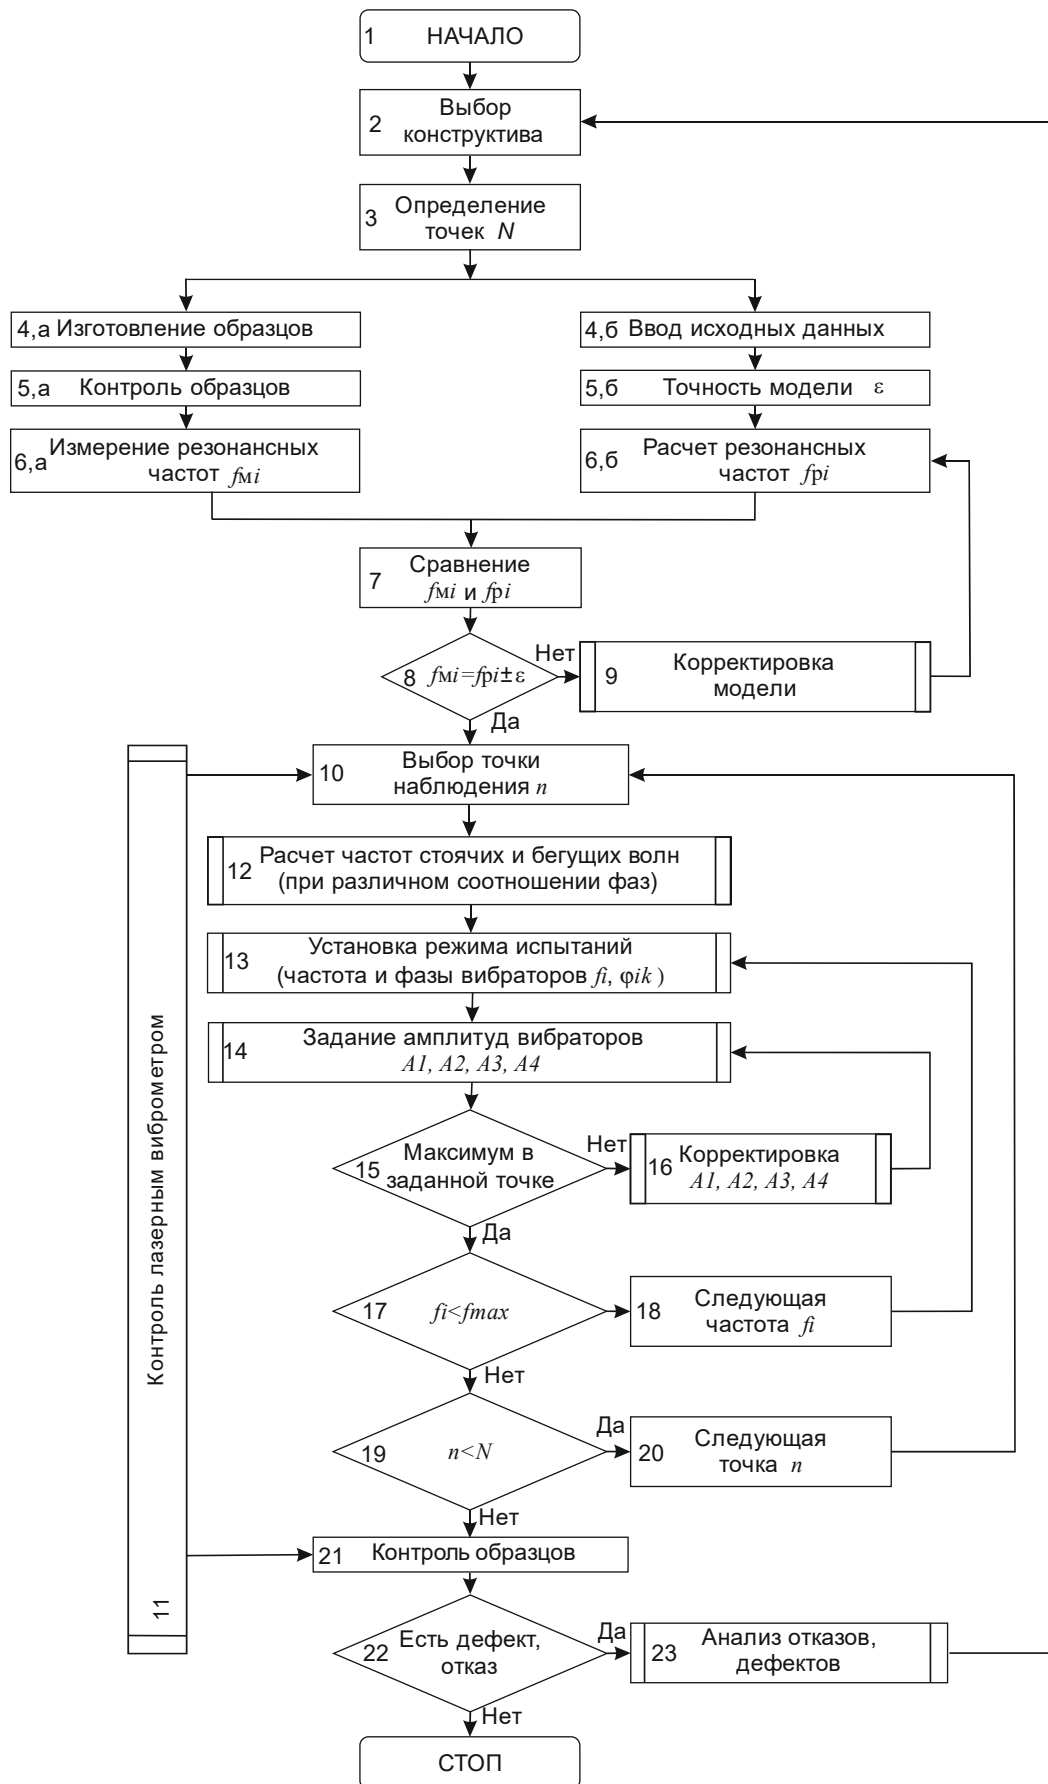 1 НАЧАЛО
2 Выбор
конструктива
3 Определение
точек N
4,а Изготовление образцов
4,б Ввод исходных данных
5,а Контроль образцов
5,б Точность модели ε
6,а Измерение резонансных
частот fмi
6,б Расчет резонансных
частот fрi
7 Сравнение
fмi и fрi
8 fмi=fрi±ε
Нет
9 Корректировка
модели
Да
10 Выбор точки
наблюдения n
Контроль лазерным виброметром
11
12 Расчет частот стоячих и бегущих волн
(при различном соотношении фаз)
13 Установка режима испытаний
(частота и фазы вибраторов fi, φik )
14 Задание амплитуд вибраторов
A1, A2, A3, A4
15 Максимум в
заданной точке
Нет
16 Корректировка
A1, A2, A3, A4
Да
17 fi<fmax
18 Следующая
частота fi
Нет
19 n<N
Да
20 Следующая
точка n
Нет
21 Контроль образцов
22 Есть дефект,
отказ
Да
23 Анализ отказов,
дефектов
Нет
СТОП